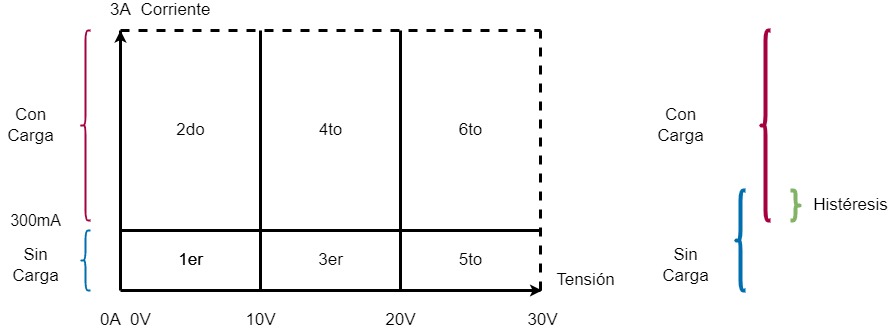 3A Corriente
Con
Carga
2do
4to
6to
Con
Carga
300mA
Histéresis
Sin
Carga
1er
3er
5to
Sin
Carga
Tensión
0A 0V
10V
20V
30V